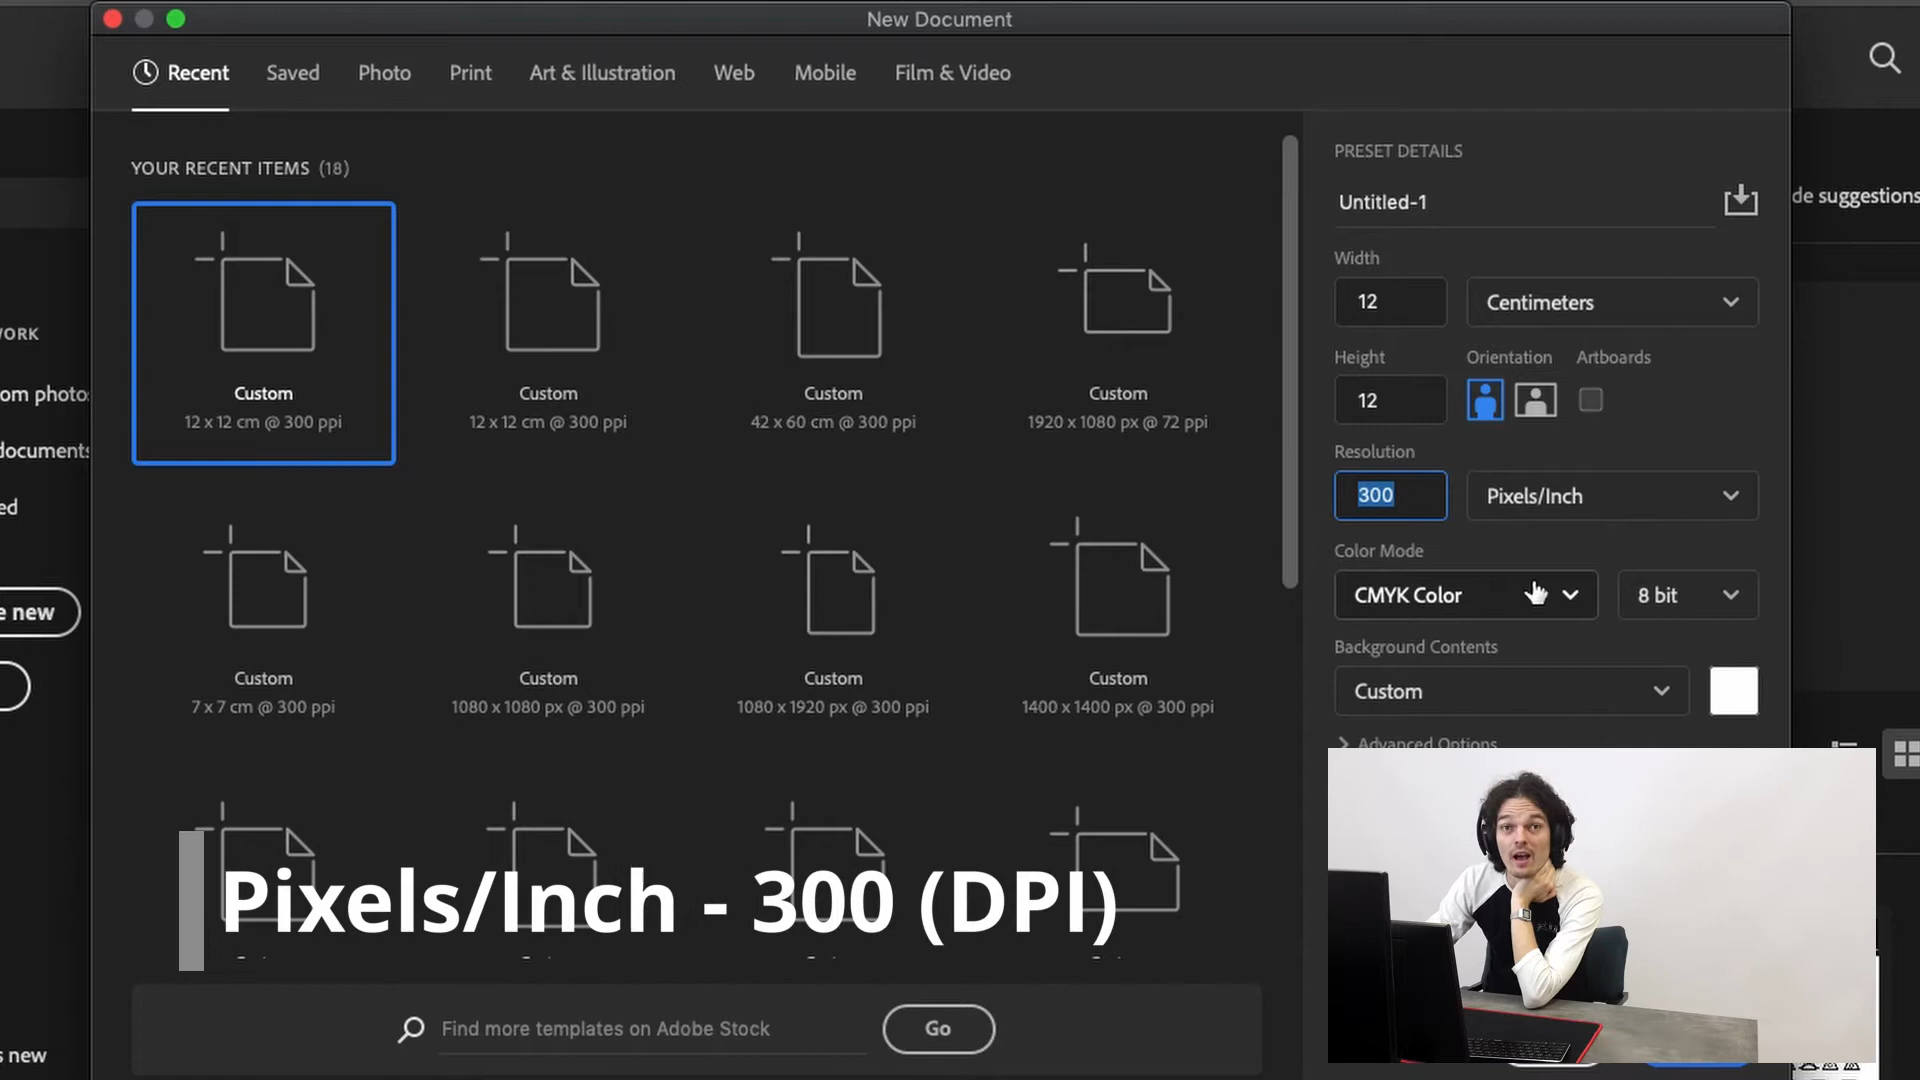 New Document
Recent Saved Photo Print Art & Illustration Web Mobile Film & Video
YOUR RECENT ITEMS (18)
Custom
12 x 12 cm @ 300 ppi
Custom
12 x 12 cm @ 300 ppi
Custom
42 x 60 cm @ 300 ppi
Custom
1920 x 1080 px @ 72 ppi
Custom
7 x 7 cm @ 300 ppi
Custom
1080 x 1080 px @ 300 ppi
Custom
1080 x 1920 px @ 300 ppi
Custom
1400 x 1400 px @ 300 ppi
Pixels/Inch - 300 (DPI)
Find more templates on Adobe Stock
Go
PRESET DETAILS
Untitled-1
Width
12 Centimeters
Height Orientation Artboards
12
Resolution
300 Pixels/Inch
Color Mode
CMYK Color 8 bit
Background Contents
Custom
Advanced Options
de suggestions
WORK
om photo
documents
ed
e new
s new